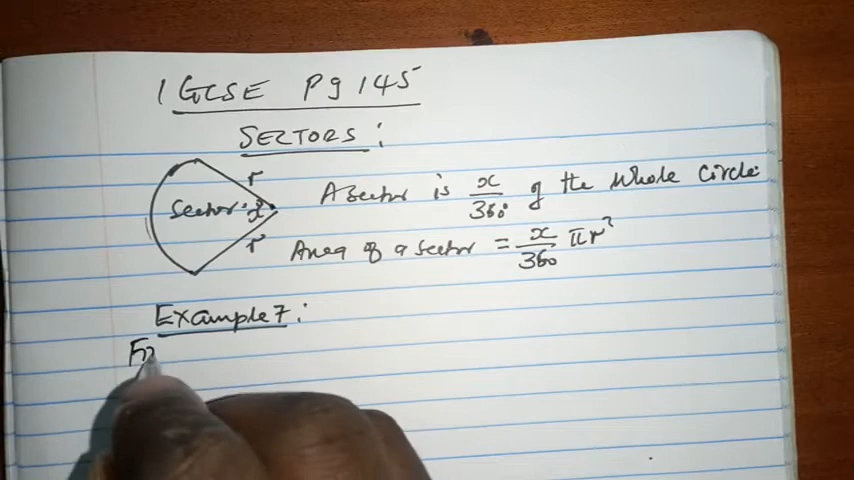 IGCSE Pg 145
SECTORS:
r
Sector. x
r
A sector is x/360° of the whole circle.
Area of a sector = x/360 πr²
Example 7:
Fi